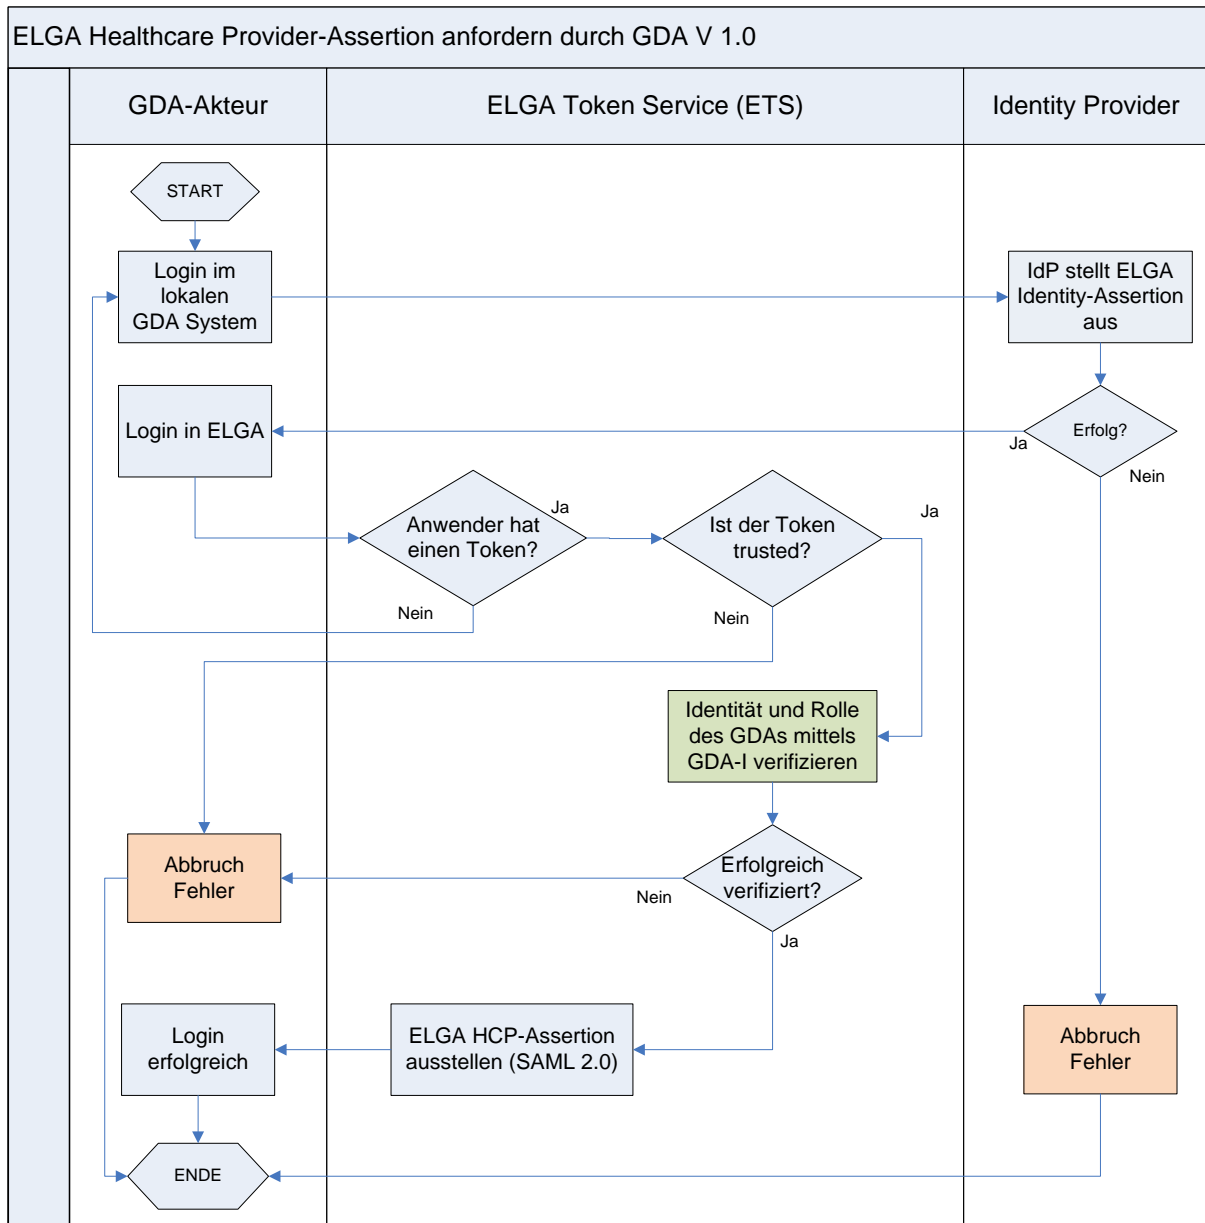 ELGA Healthcare Provider-Assertion anfordern durch GDA V 1.0
GDA-Akteur
ELGA Token Service (ETS)
Identity Provider
START
Login im
lokalen
GDA System
IdP stellt ELGA
Identity-Assertion
aus
Login in ELGA
Erfolg?
Ja
Nein
Anwender hat
einen Token?
Ja
Nein
Ist der Token
trusted?
Ja
Nein
Identität und Rolle
des GDAs mittels
GDA-I verifizieren
Abbruch
Fehler
Erfolgreich
verifiziert?
Nein
Ja
Login
erfolgreich
ELGA HCP-Assertion
ausstellen (SAML 2.0)
Abbruch
Fehler
ENDE